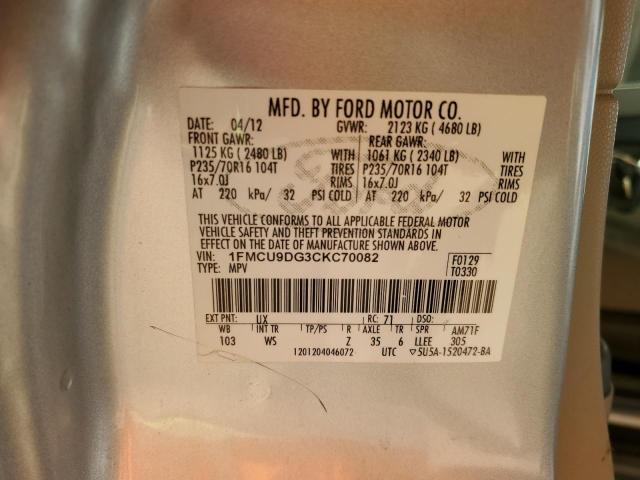 MFD. BY FORD MOTOR CO.
DATE: 04/12 GVWR: 2123 KG ( 4680 LB)
FRONT GAWR: REAR GAWR:
1125 KG ( 2480 LB) WITH 1061 KG ( 2340 LB) WITH
P235/70R16 104T TIRES P235/70R16 104T TIRES
16x7.0J RIMS 16x7.0J RIMS
AT 220 kPa/ 32 PSI COLD AT 220 kPa/ 32 PSI COLD
THIS VEHICLE CONFORMS TO ALL APPLICABLE FEDERAL MOTOR
VEHICLE SAFETY AND THEFT PREVENTION STANDARDS IN
EFFECT ON THE DATE OF MANUFACTURE SHOWN ABOVE.
VIN: 1FMCU9DG3CKC70082 F0129
TYPE: MPV T0330
EXT PNT: UX RC: 71 DSO:
WB INT TR TP/PS R AXLE TR SPR AM71F
103 WS Z 35 6 LLEE 305
1201204046072 UTC ▽5U5A-1520472-BA